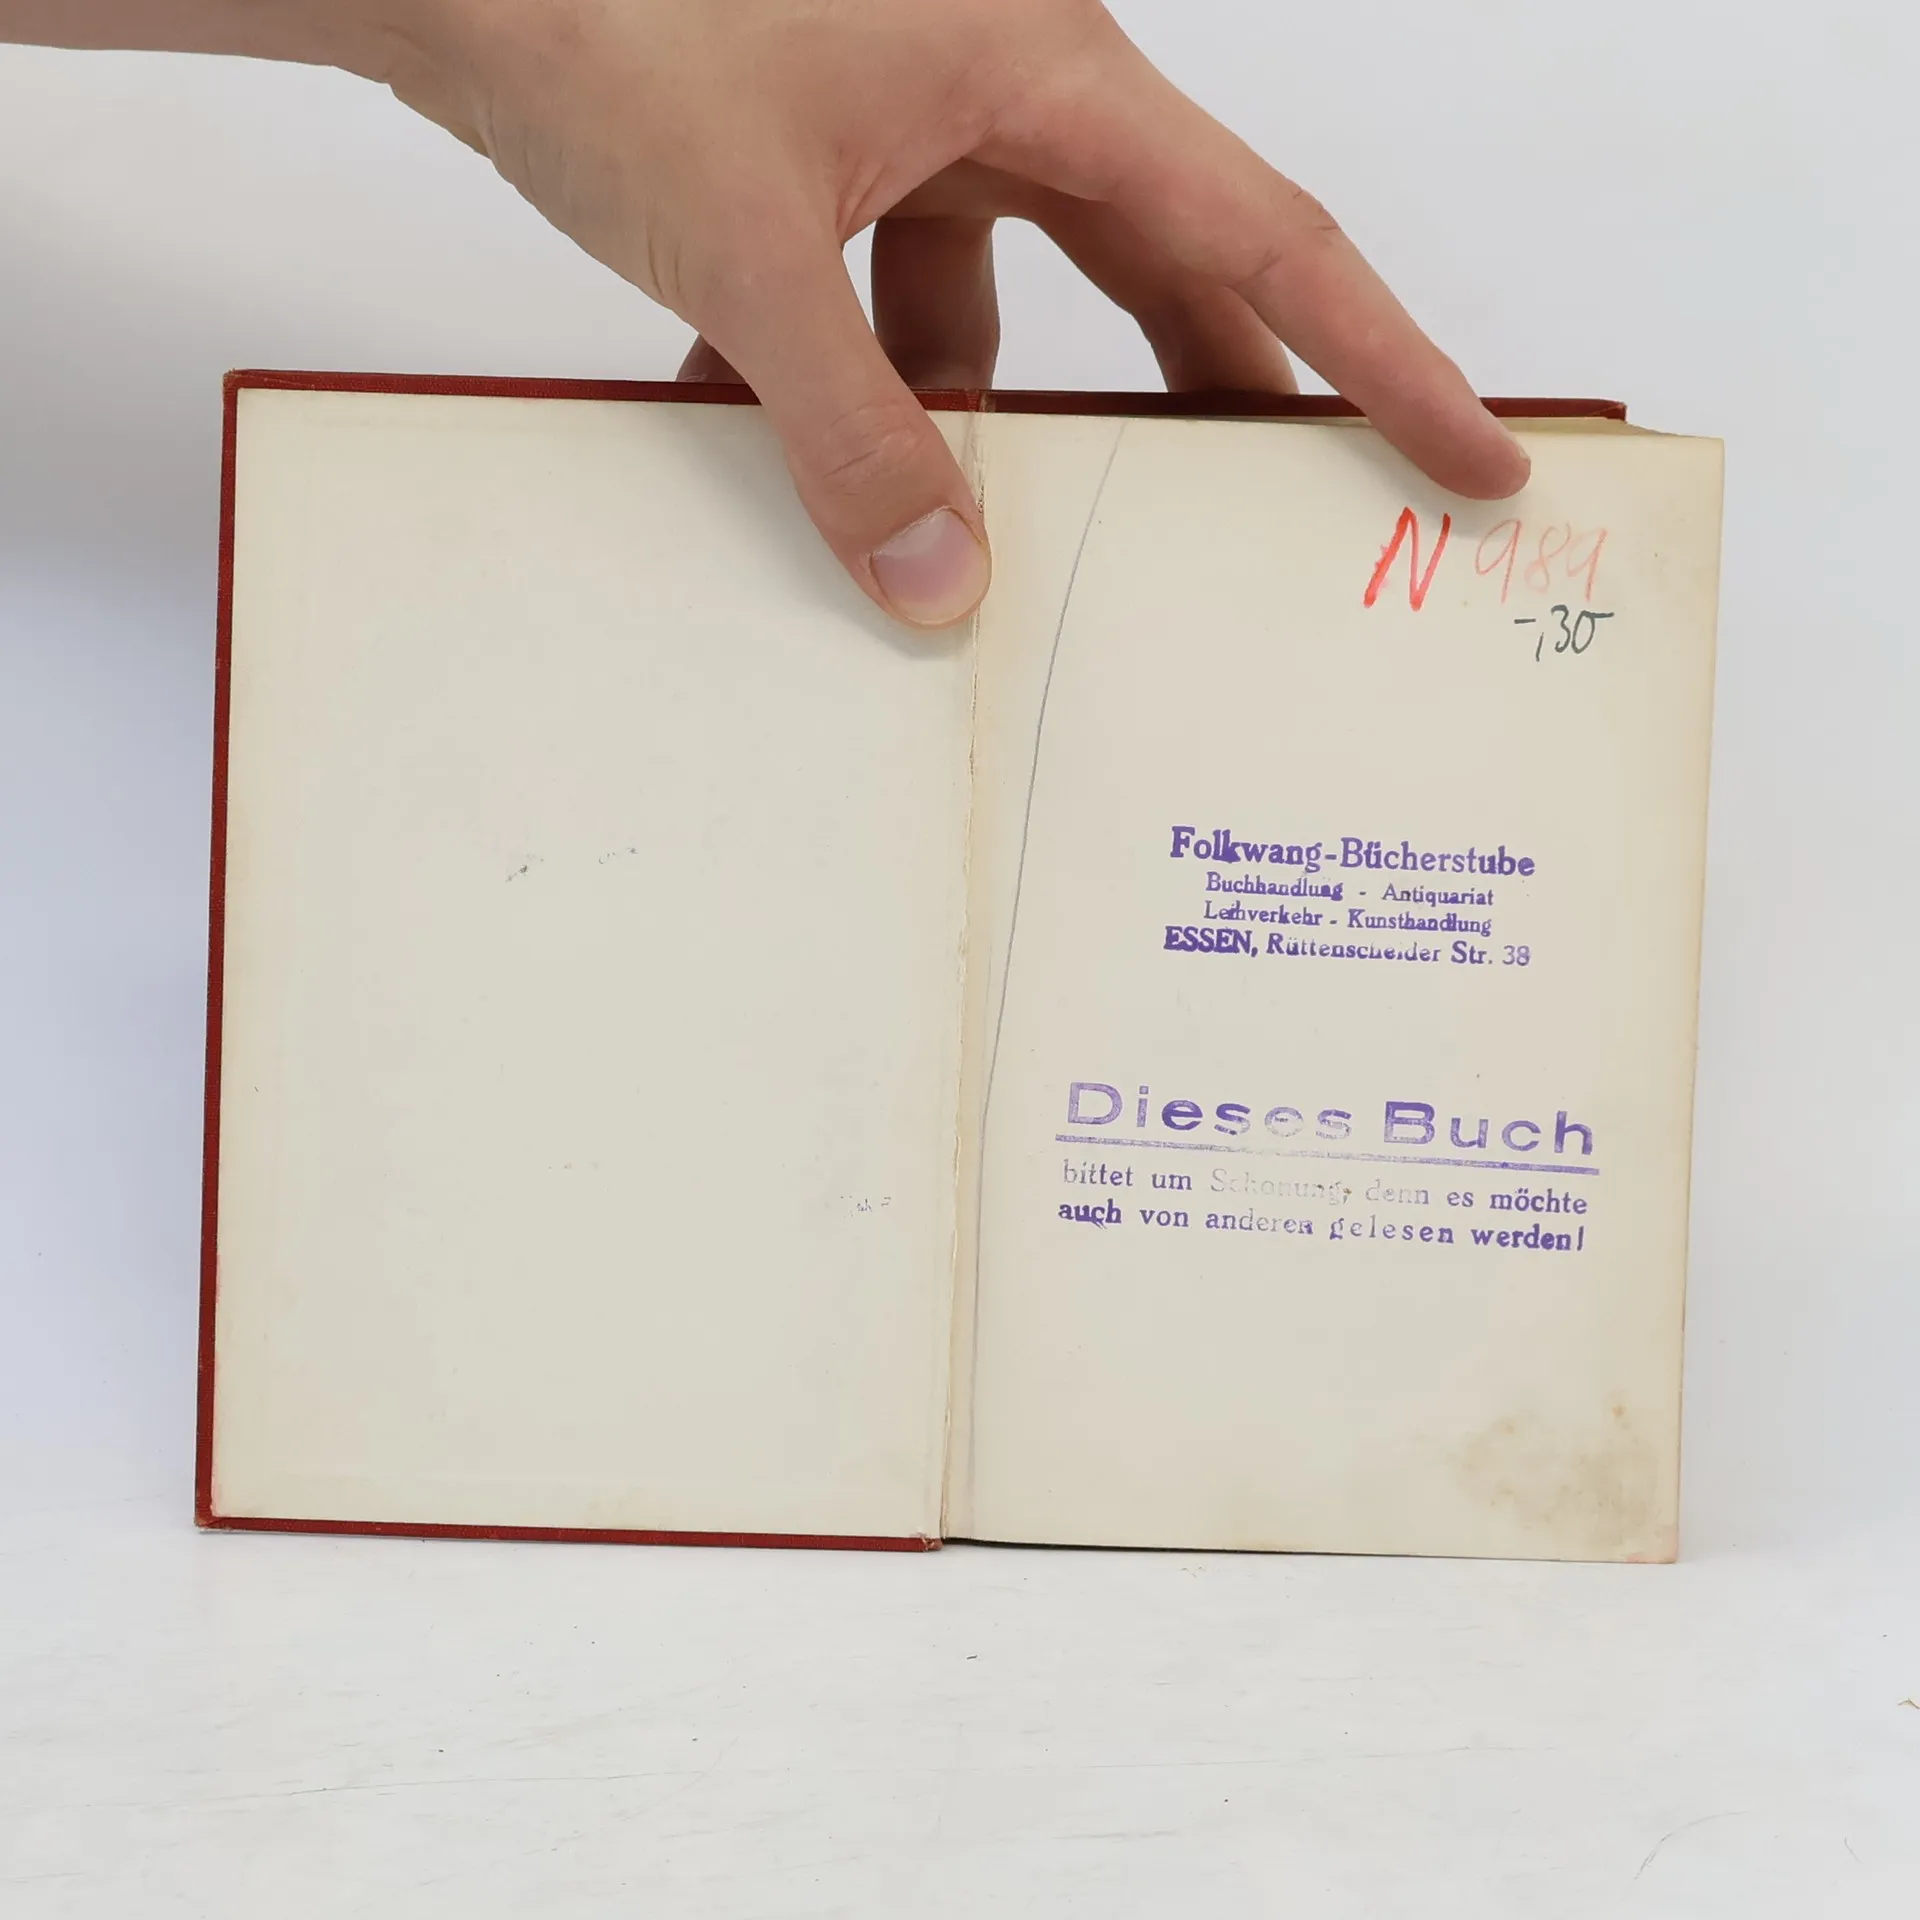 N 989
-,30
Folkwang-Bücherstube
Buchhandlung - Antiquariat
Leihverkehr - Kunsthandlung
ESSEN, Rüttenscheider Str. 38
Dieses Buch
bittet um Schonung, denn es möchte
auch von anderen gelesen werden!